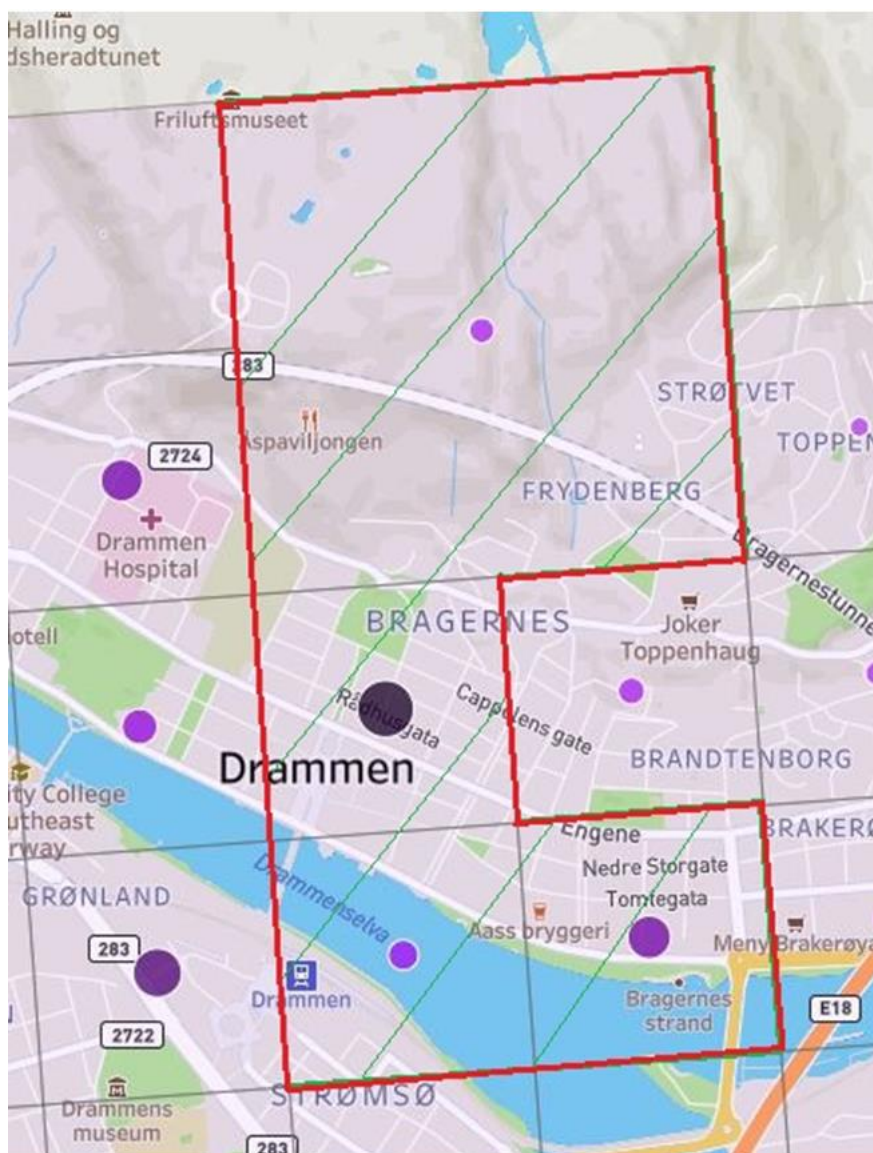 Halling og
dsheradtunet
Friluftsmuseet
283
STRØTVET
TOPPEN
Åspaviljongen
2724
FRYDENBERG
Drammen
Hospital
Bragernestunne
BRAGERNES
Joker
Toppenhaug
otell
Rådhusgata
Cappelens gate
Drammen
BRANDTENBORG
ity College
utheast
rway
Engene
BRAKERØ
Nedre Storgate
Tomtegata
GRØNLAND
Drammenselva
Aass bryggeri
Meny Brakerøya
283
Drammen
Bragernes
strand
E18
2722
STRØMSØ
Drammens
museum
283